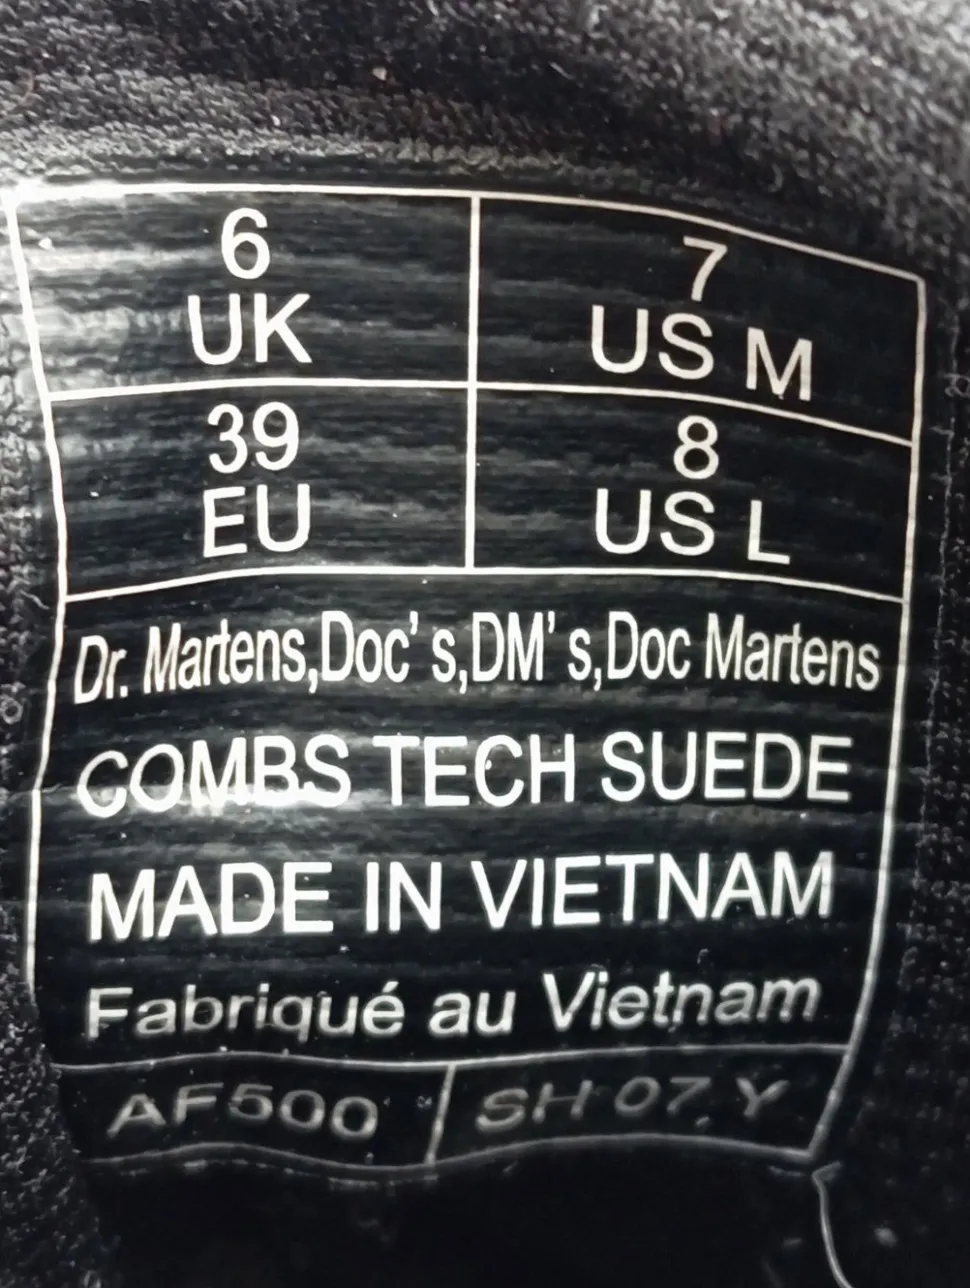 6
UK
7
US M
39
EU
8
US L
Dr. Martens,Doc's,DM's,Doc Martens
COMBS TECH SUEDE
MADE IN VIETNAM
Fabriqué au Vietnam
AF500
SH 07 Y